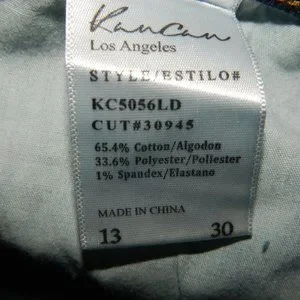 KanCan
Los Angeles
STYLE/ESTILO#
KC5056LD
CUT#30945
65.4% Cotton/Algodon
33.6% Polyester/Poliester
1% Spandex/Elastano
MADE IN CHINA
13 30